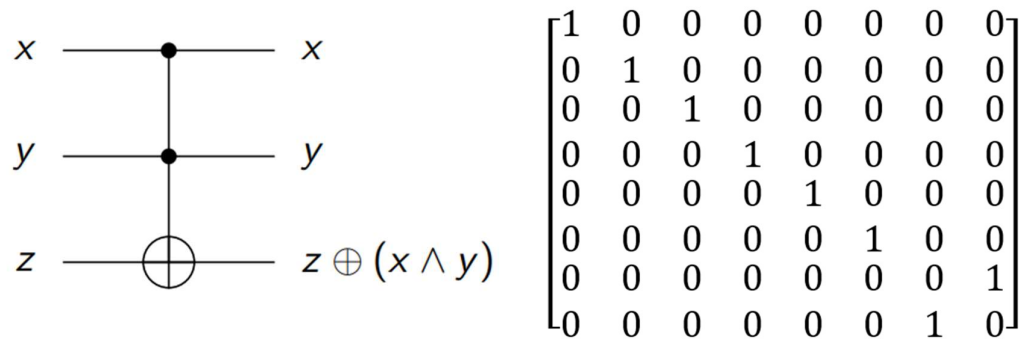 x x
y y
z z ⊕ (x ∧ y)
1 0 0 0 0 0 0 0
0 1 0 0 0 0 0 0
0 0 1 0 0 0 0 0
0 0 0 1 0 0 0 0
0 0 0 0 1 0 0 0
0 0 0 0 0 1 0 0
0 0 0 0 0 0 0 1
0 0 0 0 0 0 1 0